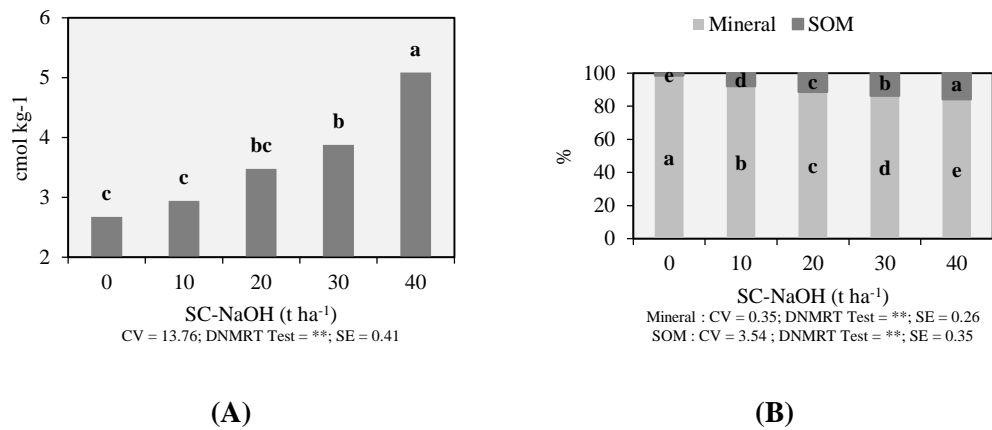 6
5
4
3
2
cmol kg-1
c
c
bc
b
a
0 10 20 30 40
SC-NaOH (t ha-1)
CV = 13.76; DNMRT Test = **; SE = 0.41
(A)
Mineral SOM
100
80
60
40
20
0
%
e d c b a
a b c d e
0 10 20 30 40
SC-NaOH (t ha-1)
Mineral : CV = 0.35; DNMRT Test = **; SE = 0.26
SOM : CV = 3.54 ; DNMRT Test = **; SE = 0.35
(B)